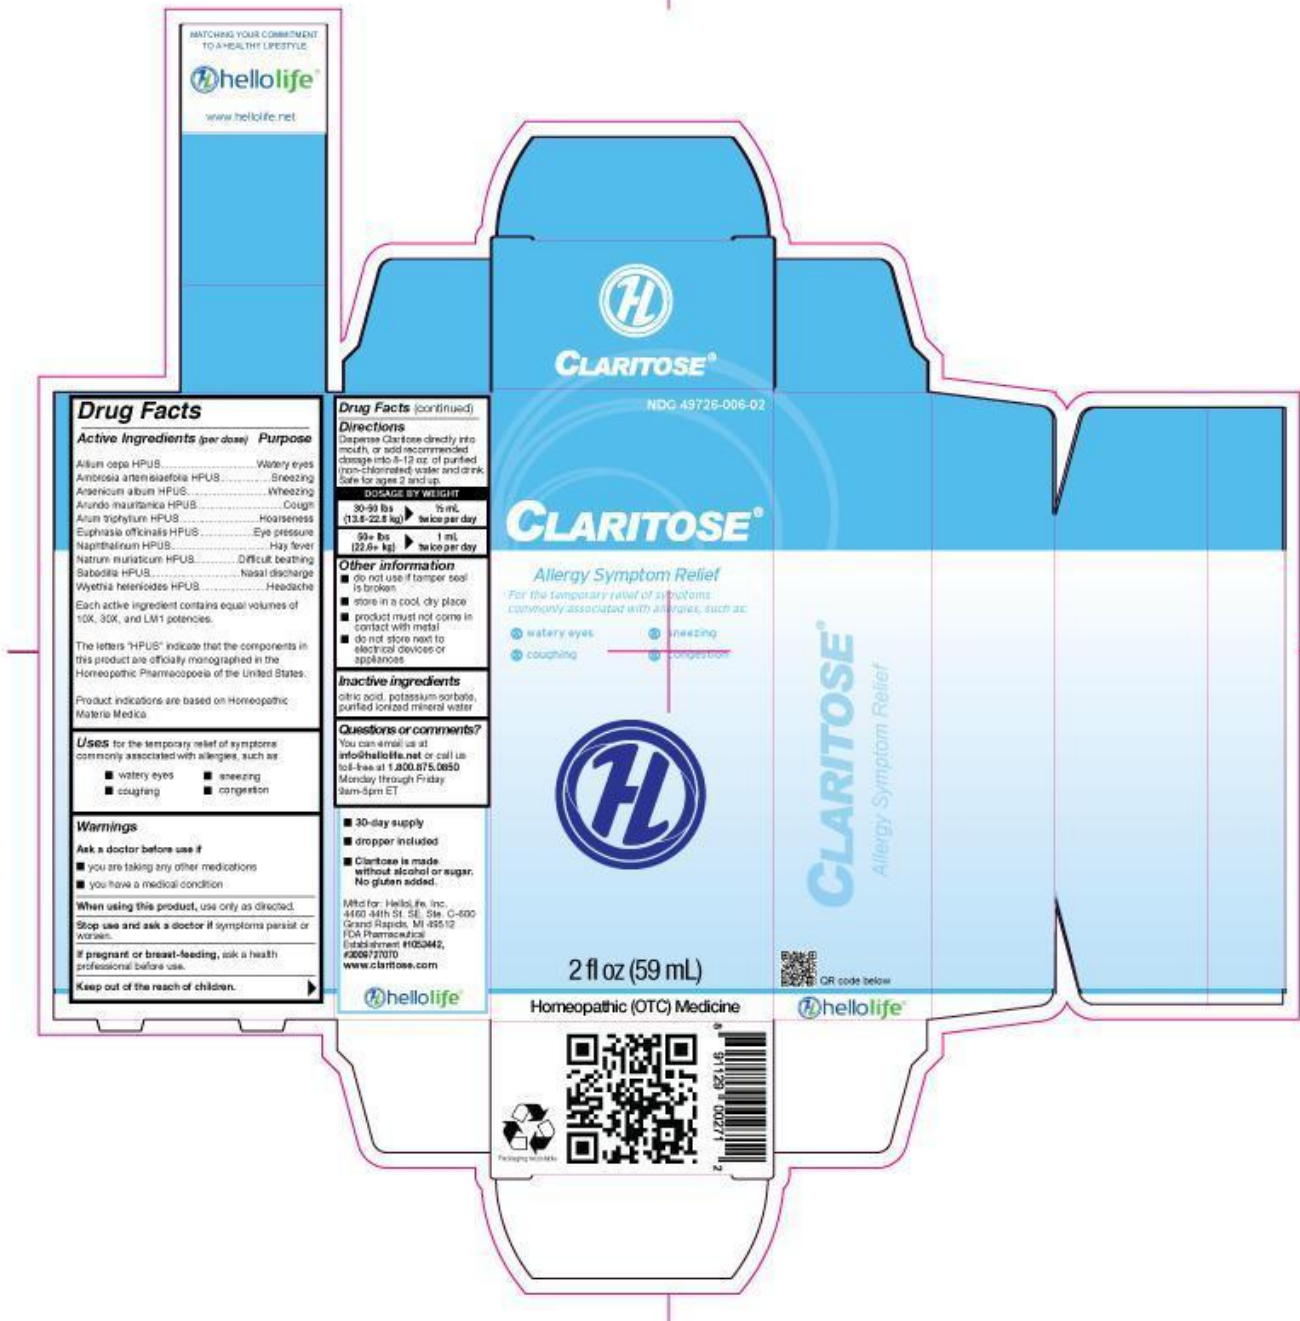 MATCHING YOUR COMMITMENT
TO A HEALTHY LIFESTYLE
hellolife®
www.hellolife.net
Drug Facts
Active Ingredients (per dose) Purpose
Allium cepa HPUS..........Watery eyes
Ambrosia artemisiaefolia HPUS..........Sneezing
Arsenicum album HPUS..........Wheezing
Arundo mauritanica HPUS..........Cough
Arum triphyllum HPUS..........Hoarseness
Euphrasia officinalis HPUS..........Eye pressure
Naphthalinum HPUS..........Hay fever
Natrum muriaticum HPUS..........Difficult beathing
Sabadilla HPUS..........Nasal discharge
Wyethia helenioides HPUS..........Headache
Each active ingredient contains equal volumes of
10X, 30X, and LM1 potencies.
The letters "HPUS" indicate that the components in
this product are officially monographed in the
Homeopathic Pharmacopoeia of the United States.
Product indications are based on Homeopathic
Materia Medica
Uses for the temporary relief of symptoms
commonly associated with allergies, such as
■ watery eyes ■ sneezing
■ coughing ■ congestion
Warnings
Ask a doctor before use if
■ you are taking any other medications
■ you have a medical condition
When using this product, use only as directed.
Stop use and ask a doctor if symptoms persist or
worsen.
If pregnant or breast-feeding, ask a health
professional before use.
Keep out of the reach of children.
Drug Facts (continued)
Directions
Dispense Claritose directly into
mouth, or add recommended
dosage into 8-12 oz. of purified
(non-chlorinated) water and drink.
Safe for ages 2 and up.
DOSAGE BY WEIGHT
30-50 lbs ½ mL
(13.6-22.6 kg) twice per day
50+ lbs 1 mL
(22.6+ kg) twice per day
Other information
■ do not use if tamper seal
is broken
■ store in a cool, dry place
■ product must not come in
contact with metal
■ do not store next to
electrical devices or
appliances
Inactive ingredients
citric acid, potassium sorbate,
purified ionized mineral water
Questions or comments?
You can email us at
info@hellolife.net or call us
toll-free at 1.800.875.0850
Monday through Friday
9am-5pm ET
■ 30-day supply
■ dropper included
■ Claritose is made
without alcohol or sugar.
No gluten added.
Mftd for: HelloLife, Inc.
4460 44th St. SE, Ste. C-600
Grand Rapids, MI 49512
FDA Pharmaceutical
Establishment #1053442,
#3009727070
www.claritose.com
hellolife®
CLARITOSE®
NDC 49726-006-02
CLARITOSE®
Allergy Symptom Relief
For the temporary relief of symptoms
commonly associated with allergies, such as:
watery eyes sneezing
coughing congestion
2 fl oz (59 mL)
Homeopathic (OTC) Medicine
Packaging recyclable
8 91129 00271 2
CLARITOSE®
Allergy Symptom Relief
QR code below
hellolife®